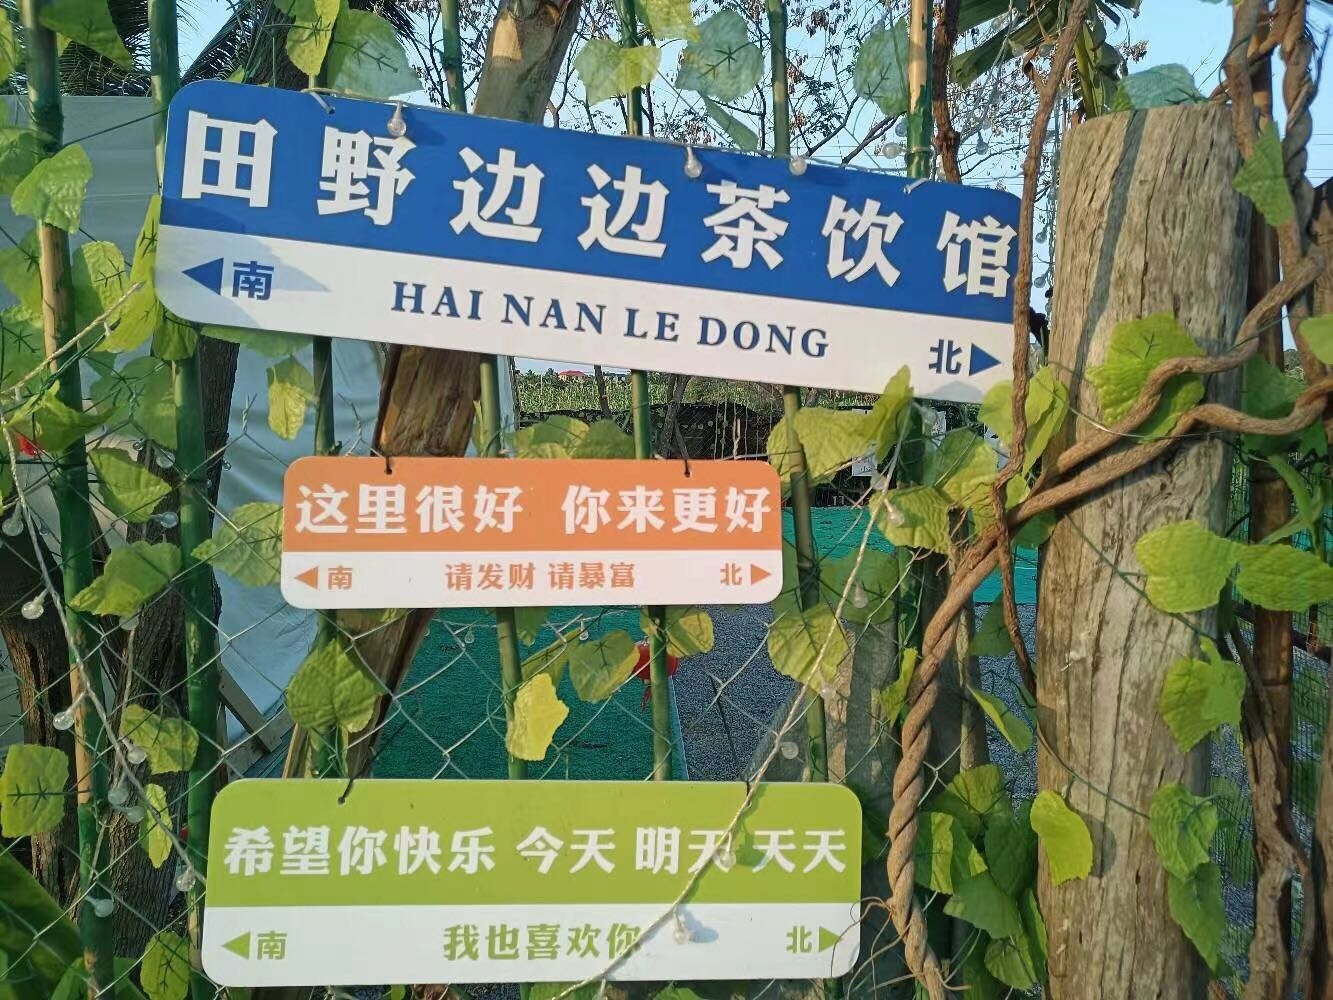 田野边边茶饮馆
南 HAI NAN LE DONG 北
这里很好 你来更好
南 请发财 请暴富 北
希望你快乐 今天 明天 天天
南 我也喜欢你 北